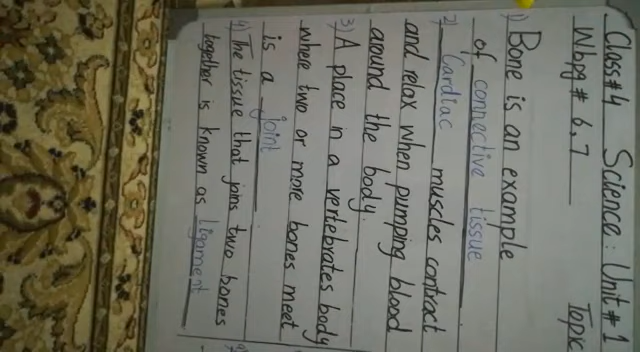 Class#4 Science: Unit #1
Wbpg # 6,7 Topic
1) Bone is an example
of connective tissue
2) Cardiac muscles contract
and relax when pumping blood
around the body.
3) A place in a vertebrates body
where two or more bones meet
is a joint
4) The tissue that joins two bones
together is known as ligament